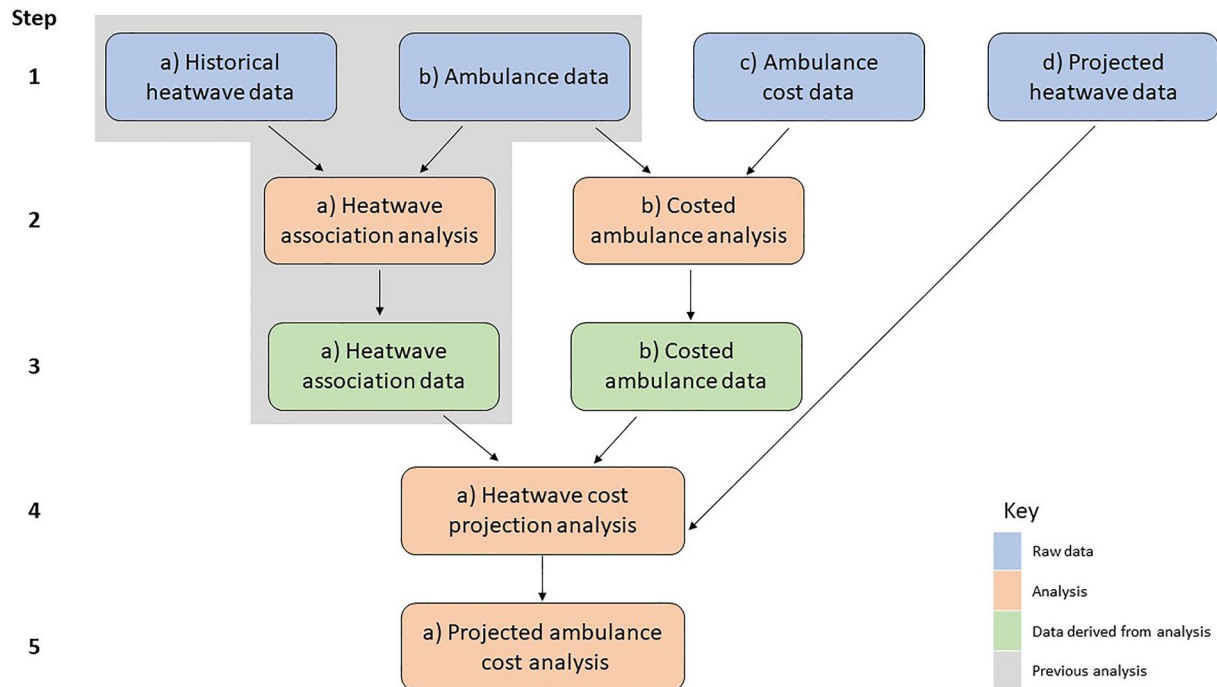 Step
1
a) Historical
heatwave data
b) Ambulance data
c) Ambulance
cost data
d) Projected
heatwave data
2
a) Heatwave
association analysis
b) Costed
ambulance analysis
3
a) Heatwave
association data
b) Costed
ambulance data
4
a) Heatwave cost
projection analysis
5
a) Projected ambulance
cost analysis
Key
Raw data
Analysis
Data derived from analysis
Previous analysis